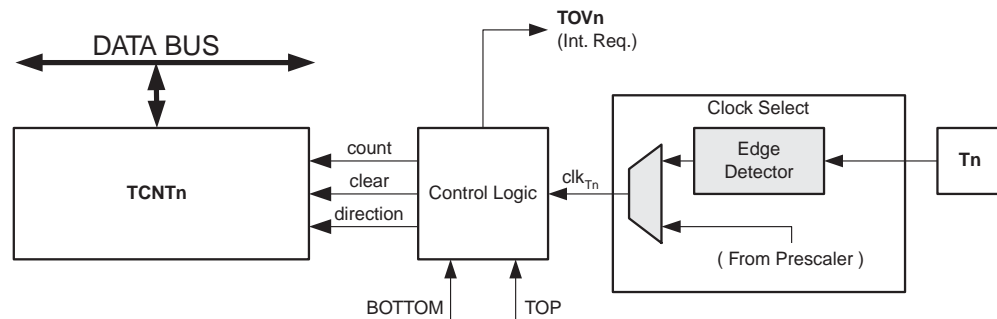 TOVn
(Int. Req.)
DATA BUS
Clock Select
count
Edge
Detector
Tn
TCNTn
clear
Control Logic
clkTn
direction
( From Prescaler )
BOTTOM
TOP